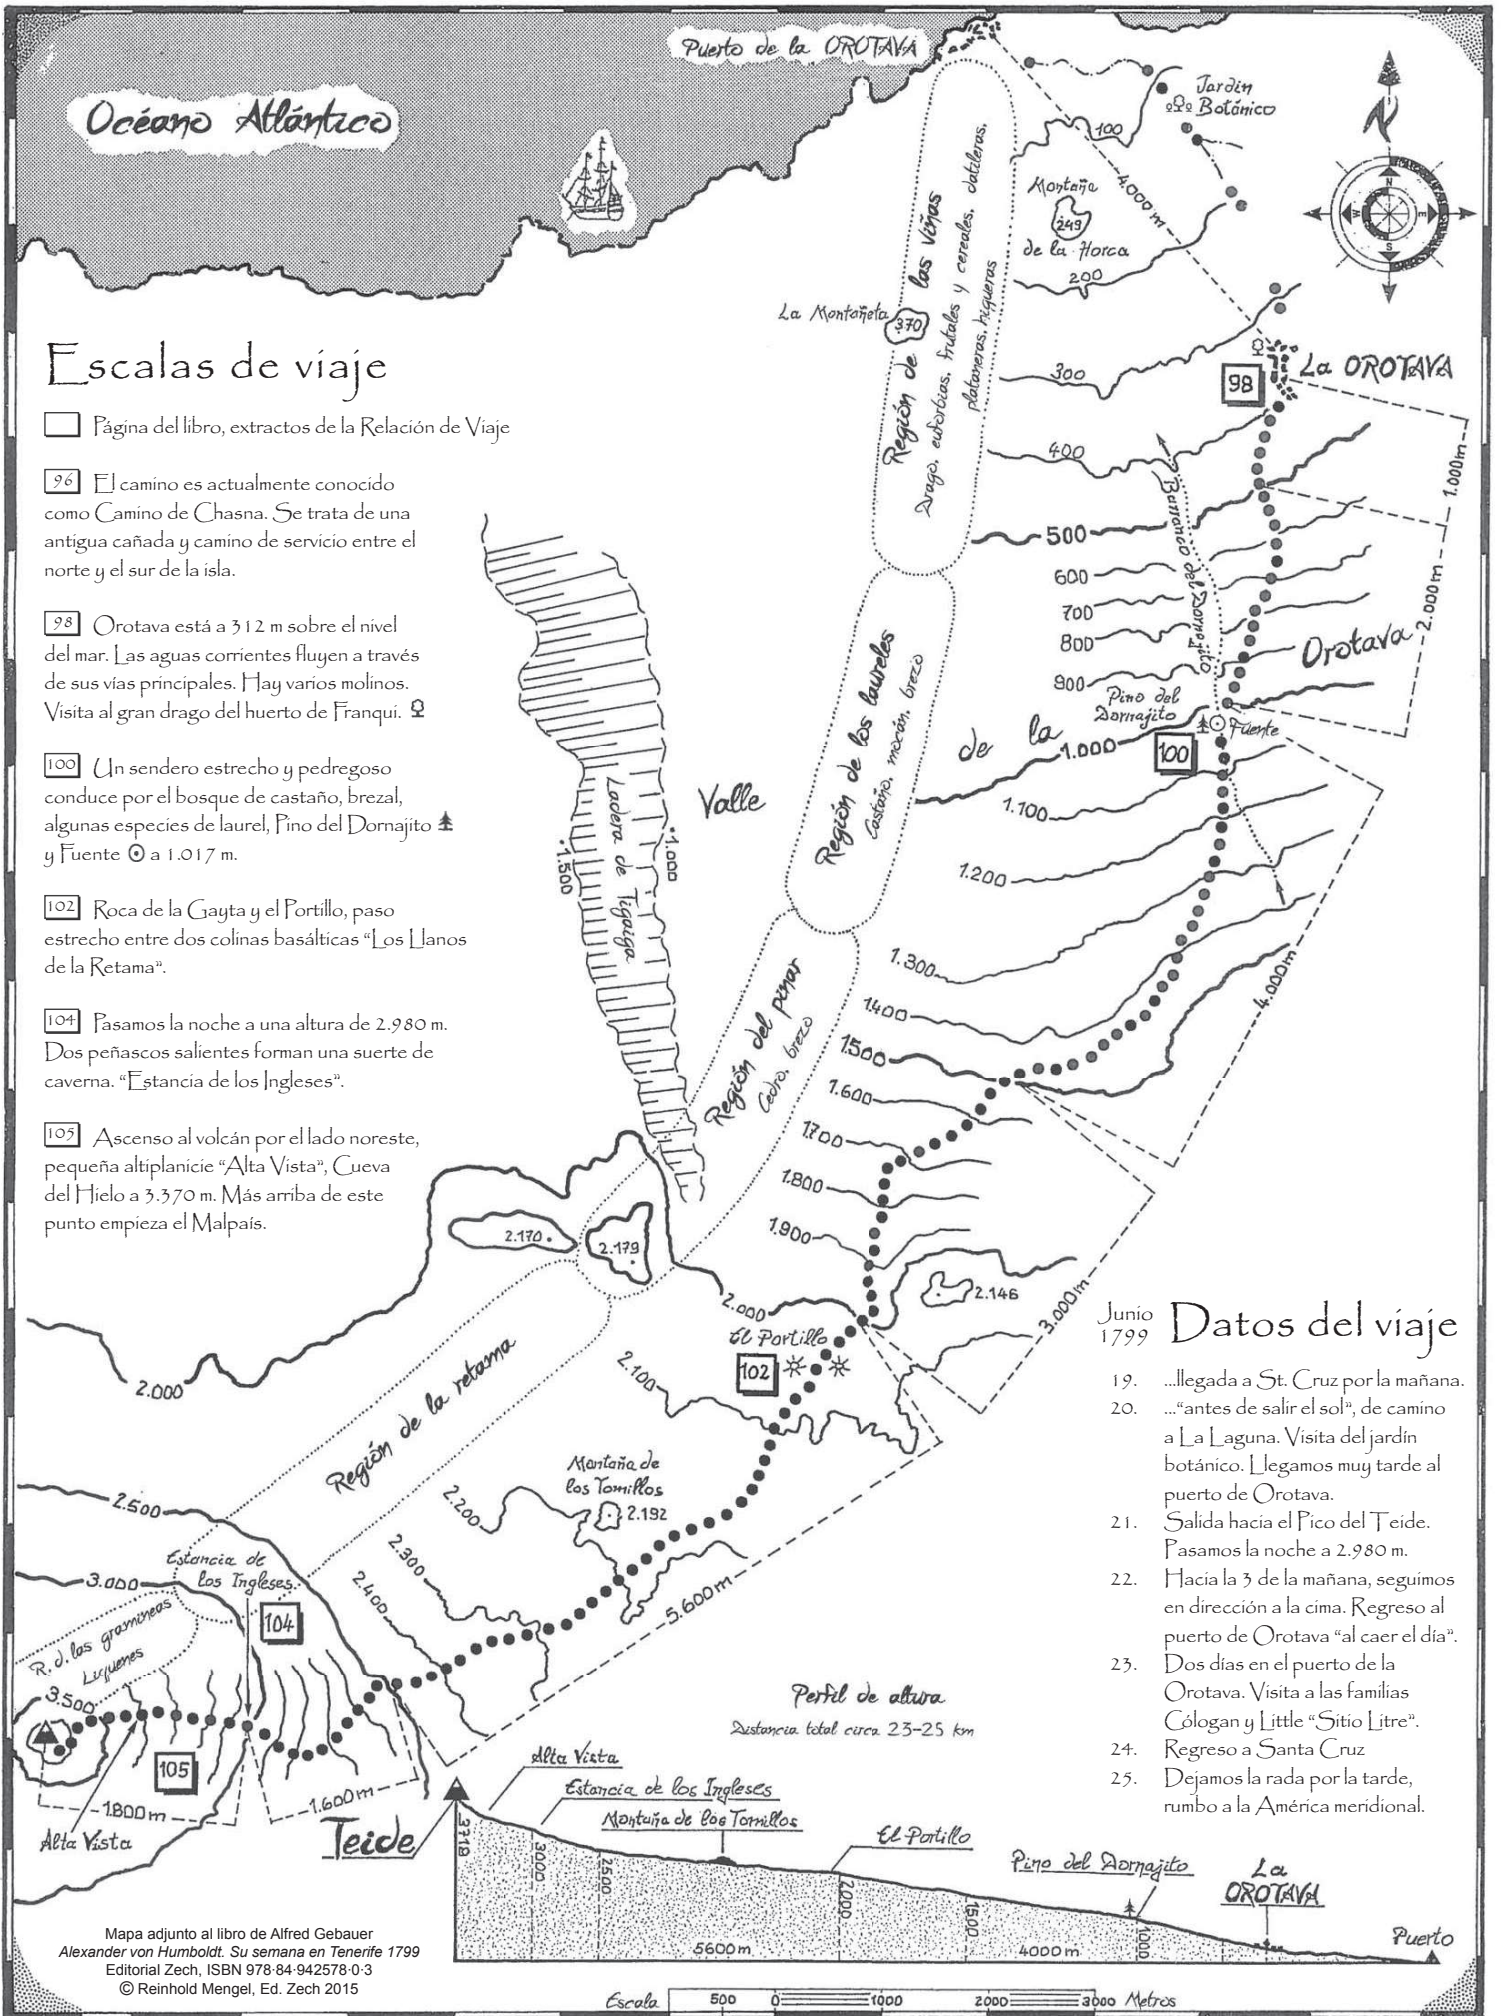 Puerto de la OROTAVA
Océano Atlántico
Jardín
Botánico
100
4.000 m
Montaña
249
de la Horca
200
N
W
E
S
La Montañeta
370
Región de las Viñas
Drago, euforbias, frutales y cereales, datileras,
plataneras, higueras
300
98
La OROTAVA
400
500
600
700
800
900
Barranco del Dornajito
1.000m
2.000m
Orotava
Pino del
Dornajito
Fuente
100
de la
1.000
Valle
Región de los laureles
Castaño, mocán, brezo
1.100
1.200
1.300
1.400
1.500
1.600
1.700
1.800
1.900
4.000m
Ladera de Tigaiga
1.500
1.000
Región del pinar
Cedro, brezo
2.170
2.179
2.146
3.000m
2.000
El Portillo
102
2.100
2.000
Región de la retama
Montaña de
los Tomillos
2.192
2.200
2.300
2.400
2.500
5.600m
Estancia de
los Ingleses
3.000
104
R. d. las gramíneas
Líquenes
3.500
105
1.800m
1.600m
Alta Vista
Escalas de viaje
Página del libro, extractos de la Relación de Viaje
96 El camino es actualmente conocido
como Camino de Chasna. Se trata de una
antigua cañada y camino de servicio entre el
norte y el sur de la isla.
98 Orotava está a 312 m sobre el nivel
del mar. Las aguas corrientes fluyen a través
de sus vías principales. Hay varios molinos.
Visita al gran drago del huerto de Franqui.
100 Un sendero estrecho y pedregoso
conduce por el bosque de castaño, brezal,
algunas especies de laurel, Pino del Dornajito
y Fuente a 1.017 m.
102 Roca de la Gayta y el Portillo, paso
estrecho entre dos colinas basálticas “Los Llanos
de la Retama”.
104 Pasamos la noche a una altura de 2.980 m.
Dos peñascos salientes forman una suerte de
caverna. “Estancia de los Ingleses”.
105 Ascenso al volcán por el lado noreste,
pequeña altiplanicie “Alta Vista”, Cueva
del Hielo a 3.370 m. Más arriba de este
punto empieza el Malpaís.
Junio
1799
Datos del viaje
19. ...llegada a St. Cruz por la mañana.
20. ...“antes de salir el sol”, de camino
a La Laguna. Visita del jardín
botánico. Llegamos muy tarde al
puerto de Orotava.
21. Salida hacia el Pico del Teide.
Pasamos la noche a 2.980 m.
22. Hacia la 3 de la mañana, seguimos
en dirección a la cima. Regreso al
puerto de Orotava “al caer el día”.
23. Dos días en el puerto de la
Orotava. Visita a las familias
Cólogan y Little “Sitio Litre”.
24. Regreso a Santa Cruz
25. Dejamos la rada por la tarde,
rumbo a la América meridional.
Perfil de altura
Distancia total circa 23-25 km
Teide
Alta Vista
Estancia de los Ingleses
Montaña de los Tomillos
El Portillo
Pino del Dornajito
La
OROTAVA
Puerto
3718
3000
2500
2000
1500
1000
5600m
4000m
Mapa adjunto al libro de Alfred Gebauer
Alexander von Humboldt. Su semana en Tenerife 1799
Editorial Zech, ISBN 978-84-942578-0-3
© Reinhold Mengel, Ed. Zech 2015
Escala 500 0 1000 2000 3000 Metros